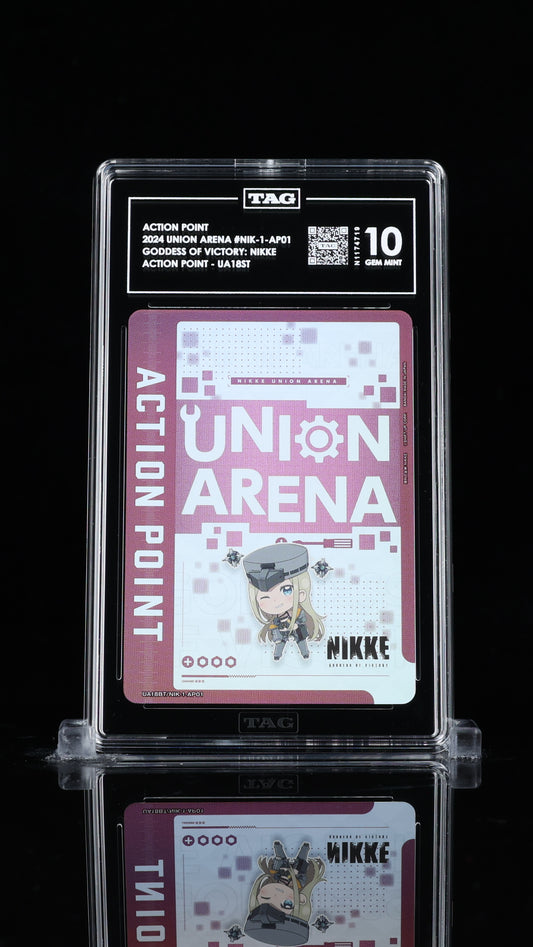 TAG
ACTION POINT
2024 UNION ARENA #NIK-1-AP01
GODDESS OF VICTORY: NIKKE
ACTION POINT - UA18ST
TAG
N1174719
10
GEM MINT
ACTION POINT
NIKKE UNION ARENA
UNION
ARENA
NIKKE
GODDESS OF VICTORY
UA18BT/NIK-1-AP01
TAG